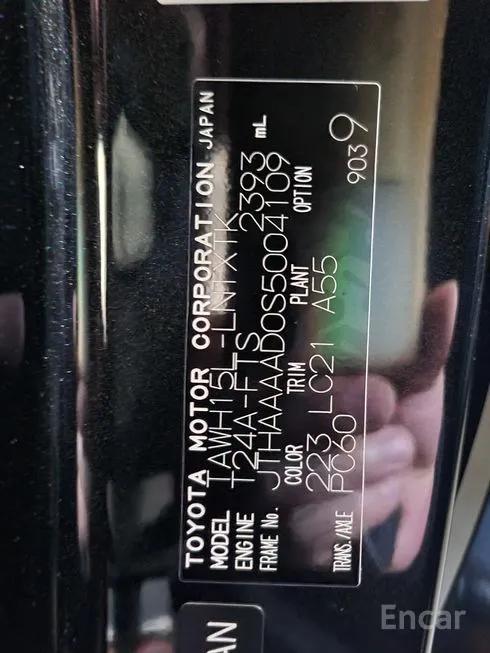 TOYOTA MOTOR CORPORATION JAPAN
MODEL TAWH15L-LNTXTK
ENGINE T24A-FTS 2393 mL
FRAME No. JTHAAAAD0S5004109
COLOR TRIM PLANT OPTION
223 LC21 A55
TRANS./AXLE PC60 9039
PAN
Encar